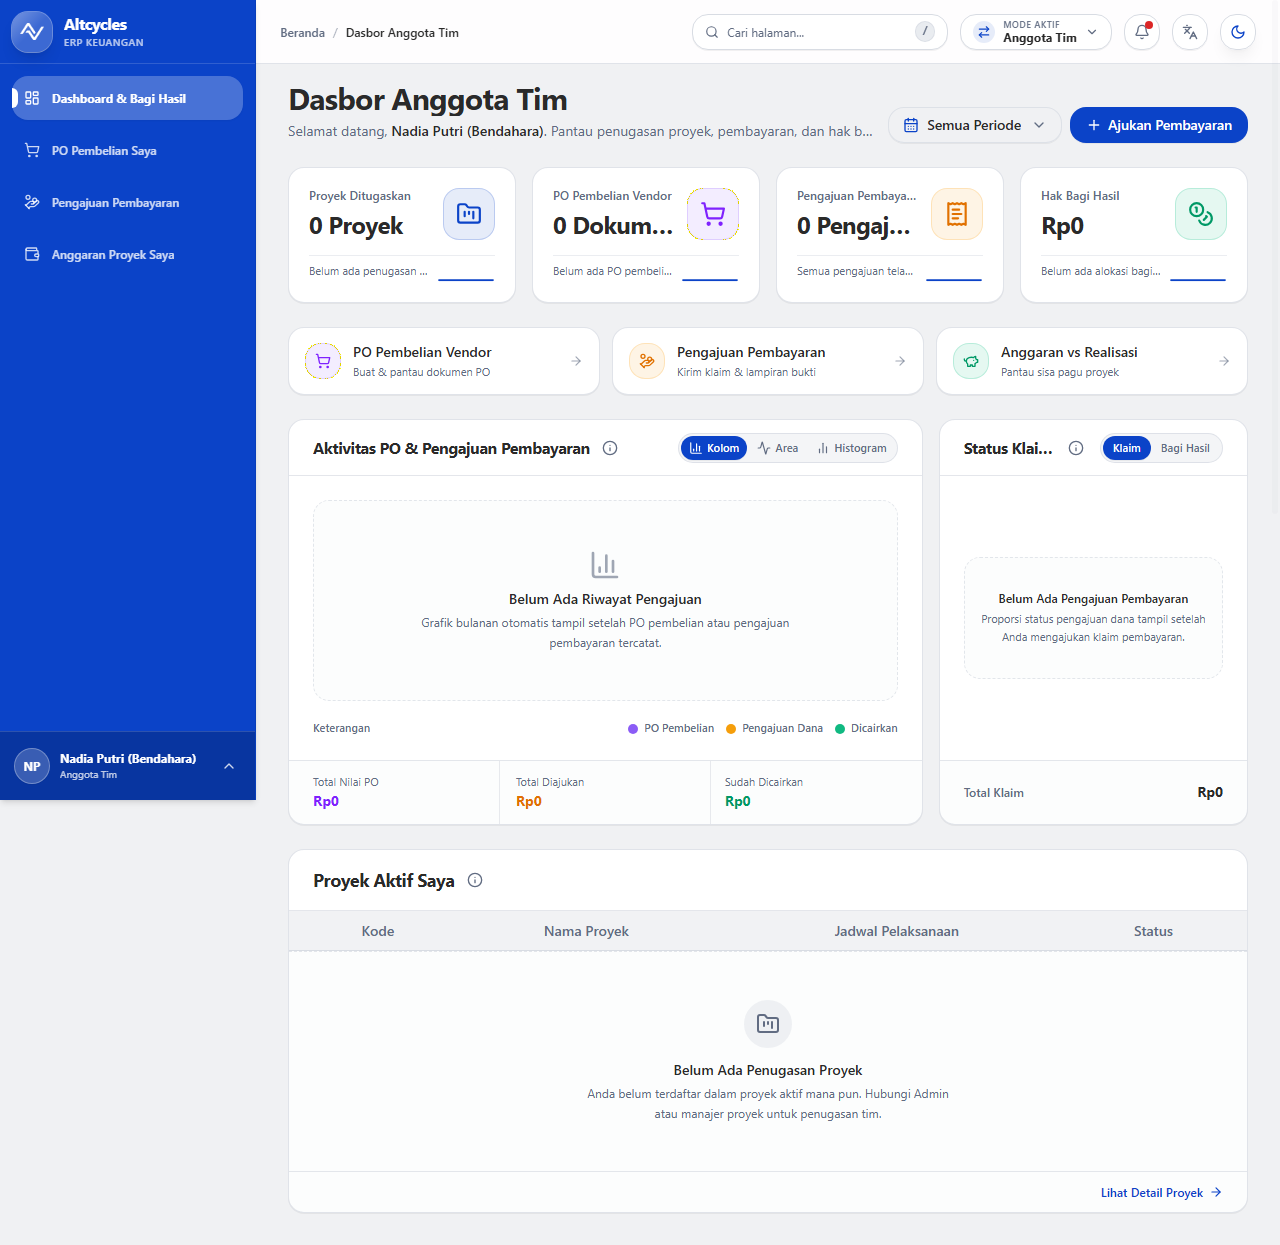 Altcycles
ERP KEUANGAN
Dashboard & Bagi Hasil
PO Pembelian Saya
Pengajuan Pembayaran
Anggaran Proyek Saya
NP
Nadia Putri (Bendahara)
Anggota Tim
Beranda / Dasbor Anggota Tim
Cari halaman...
/
MODE AKTIF
Anggota Tim
Dasbor Anggota Tim
Selamat datang, Nadia Putri (Bendahara). Pantau penugasan proyek, pembayaran, dan hak b...
Semua Periode
Ajukan Pembayaran
Proyek Ditugaskan
0 Proyek
Belum ada penugasan ...
PO Pembelian Vendor
0 Dokum...
Belum ada PO pembeli...
Pengajuan Pembaya...
0 Pengaj...
Semua pengajuan tela...
Hak Bagi Hasil
Rp0
Belum ada alokasi bagi...
PO Pembelian Vendor
Buat & pantau dokumen PO
Pengajuan Pembayaran
Kirim klaim & lampiran bukti
Anggaran vs Realisasi
Pantau sisa pagu proyek
Aktivitas PO & Pengajuan Pembayaran
Kolom
Area
Histogram
Belum Ada Riwayat Pengajuan
Grafik bulanan otomatis tampil setelah PO pembelian atau pengajuan
pembayaran tercatat.
Keterangan
PO Pembelian
Pengajuan Dana
Dicairkan
Total Nilai PO
Rp0
Total Diajukan
Rp0
Sudah Dicairkan
Rp0
Status Klai...
Klaim
Bagi Hasil
Belum Ada Pengajuan Pembayaran
Proporsi status pengajuan dana tampil setelah
Anda mengajukan klaim pembayaran.
Total Klaim
Rp0
Proyek Aktif Saya
Kode
Nama Proyek
Jadwal Pelaksanaan
Status
Belum Ada Penugasan Proyek
Anda belum terdaftar dalam proyek aktif mana pun. Hubungi Admin
atau manajer proyek untuk penugasan tim.
Lihat Detail Proyek